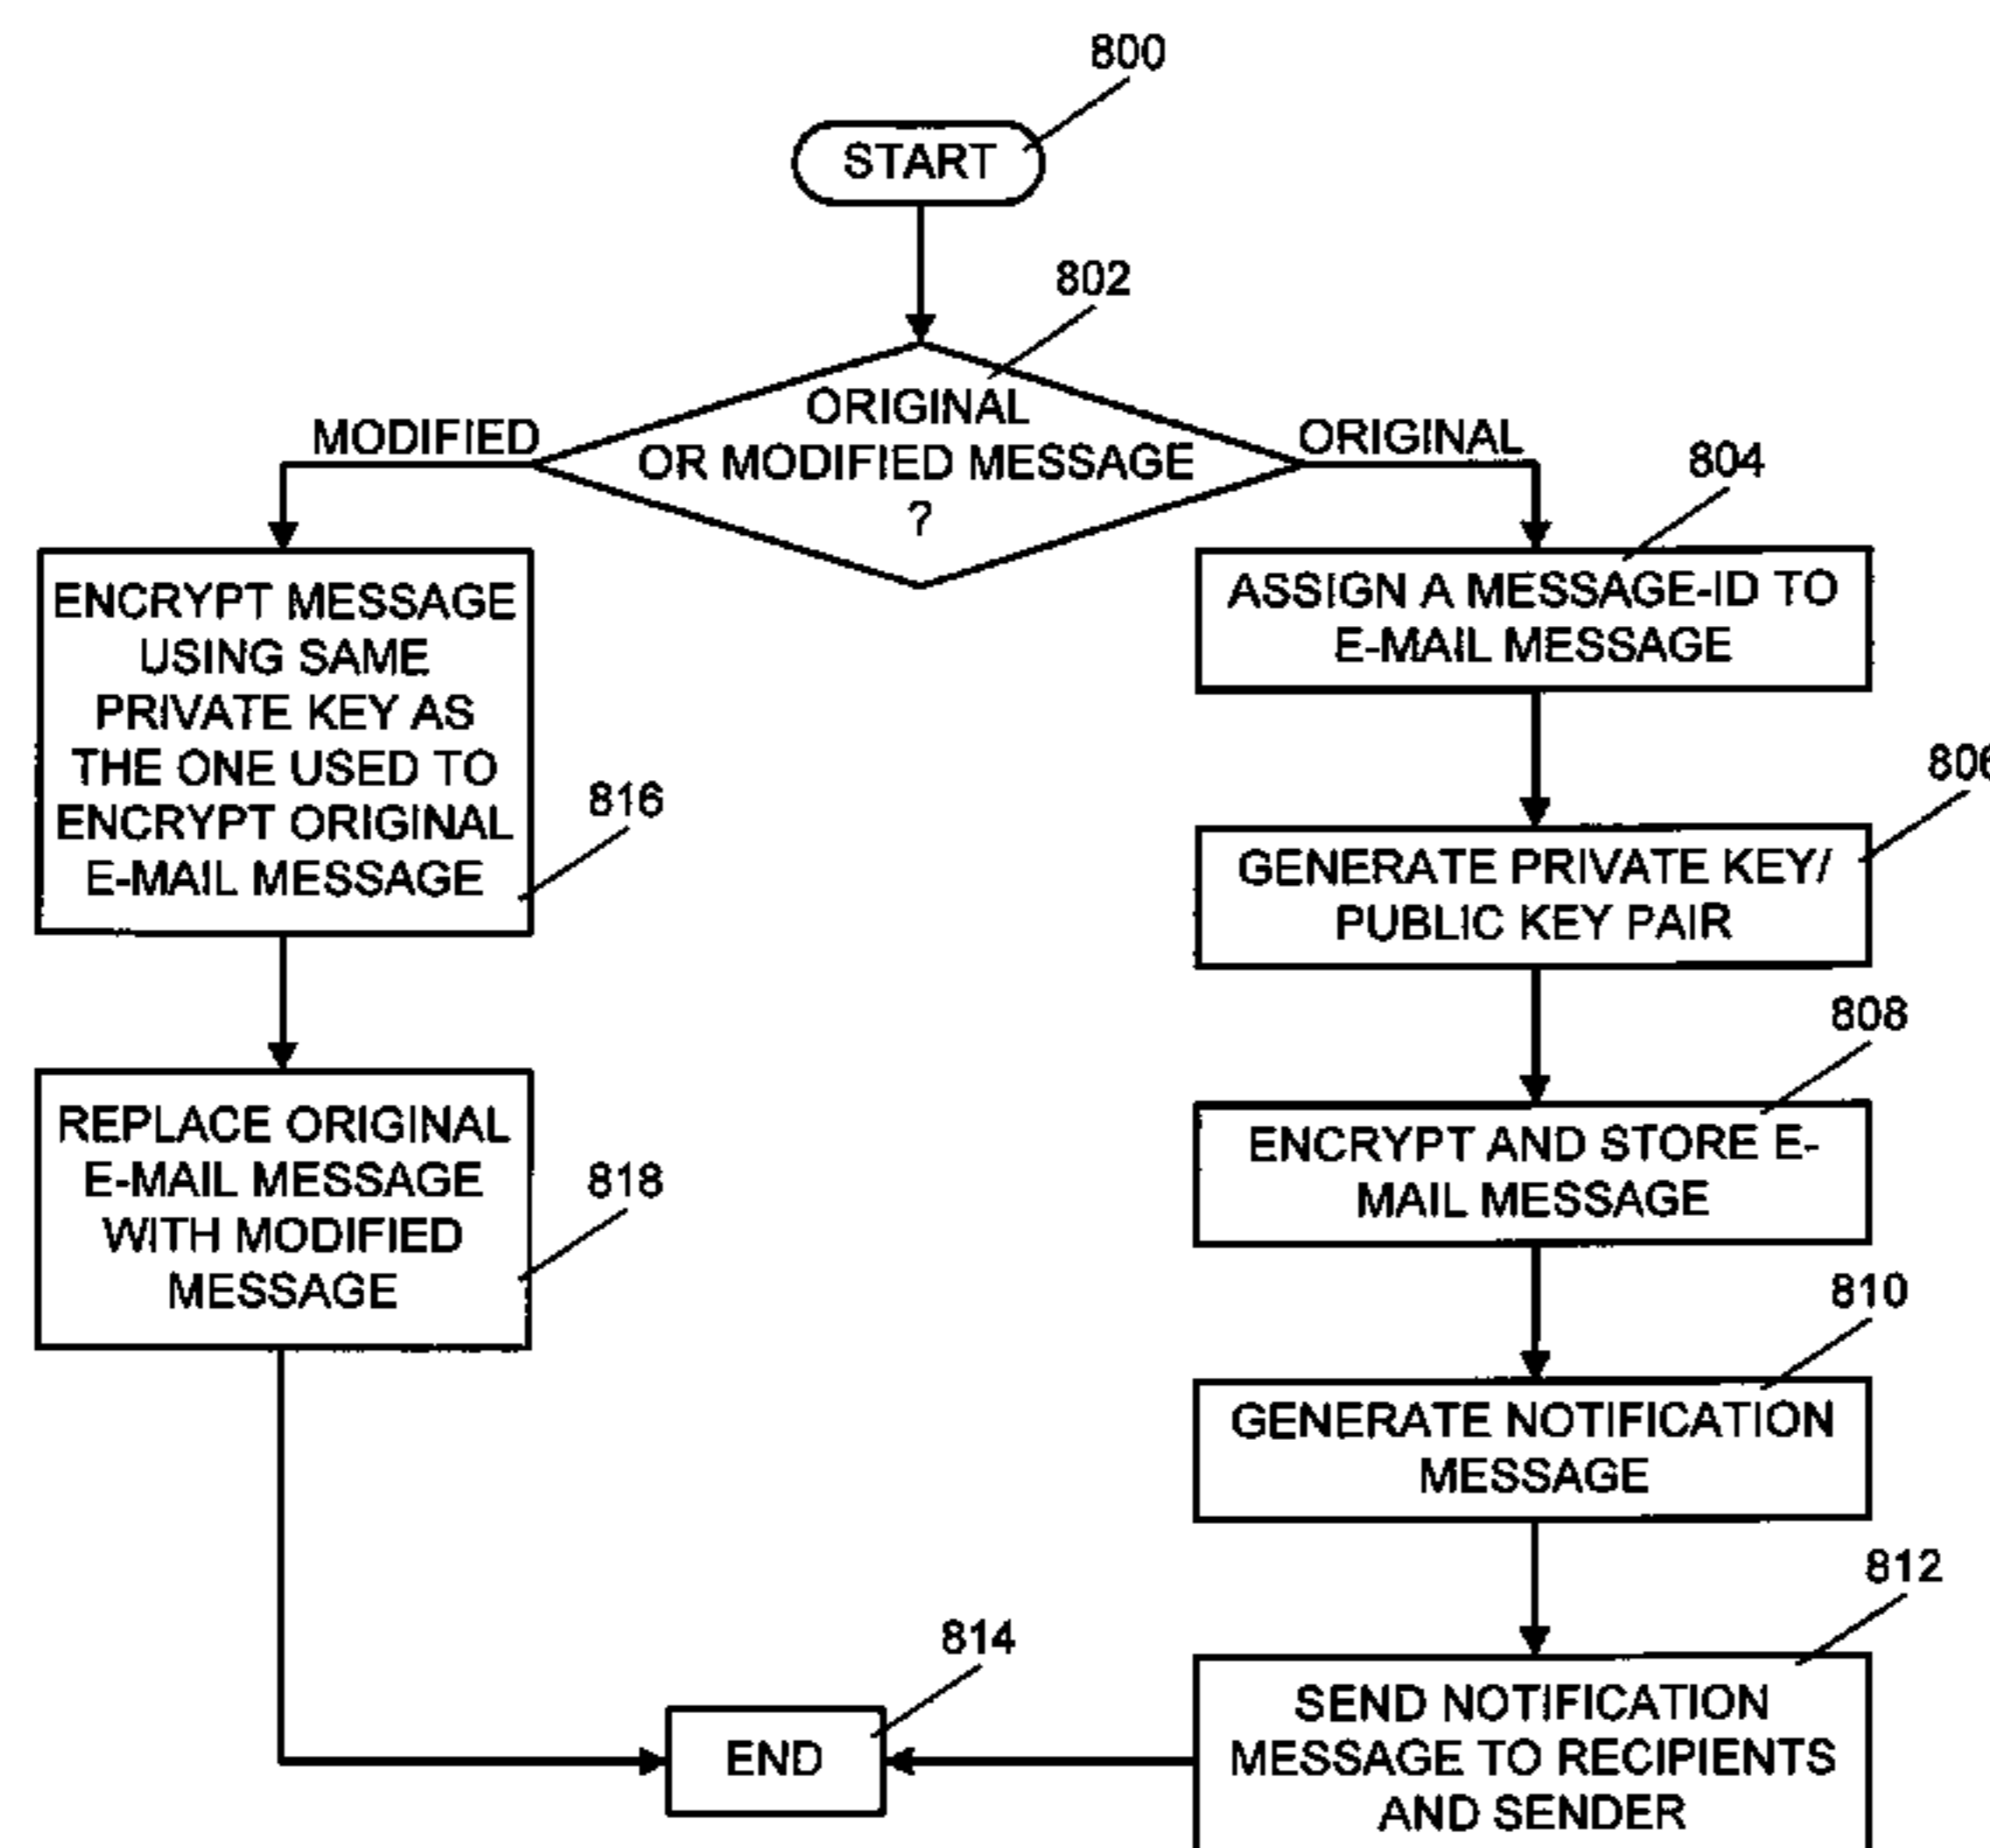 800
START
802
ORIGINAL
OR MODIFIED MESSAGE
?
MODIFIED
ORIGINAL
804
ASSIGN A MESSAGE-ID TO
E-MAIL MESSAGE
806
GENERATE PRIVATE KEY/
PUBLIC KEY PAIR
808
ENCRYPT AND STORE E-
MAIL MESSAGE
810
GENERATE NOTIFICATION
MESSAGE
812
SEND NOTIFICATION
MESSAGE TO RECIPIENTS
AND SENDER
ENCRYPT MESSAGE
USING SAME
PRIVATE KEY AS
THE ONE USED TO
ENCRYPT ORIGINAL
E-MAIL MESSAGE
816
REPLACE ORIGINAL
E-MAIL MESSAGE
WITH MODIFIED
MESSAGE
818
814
END